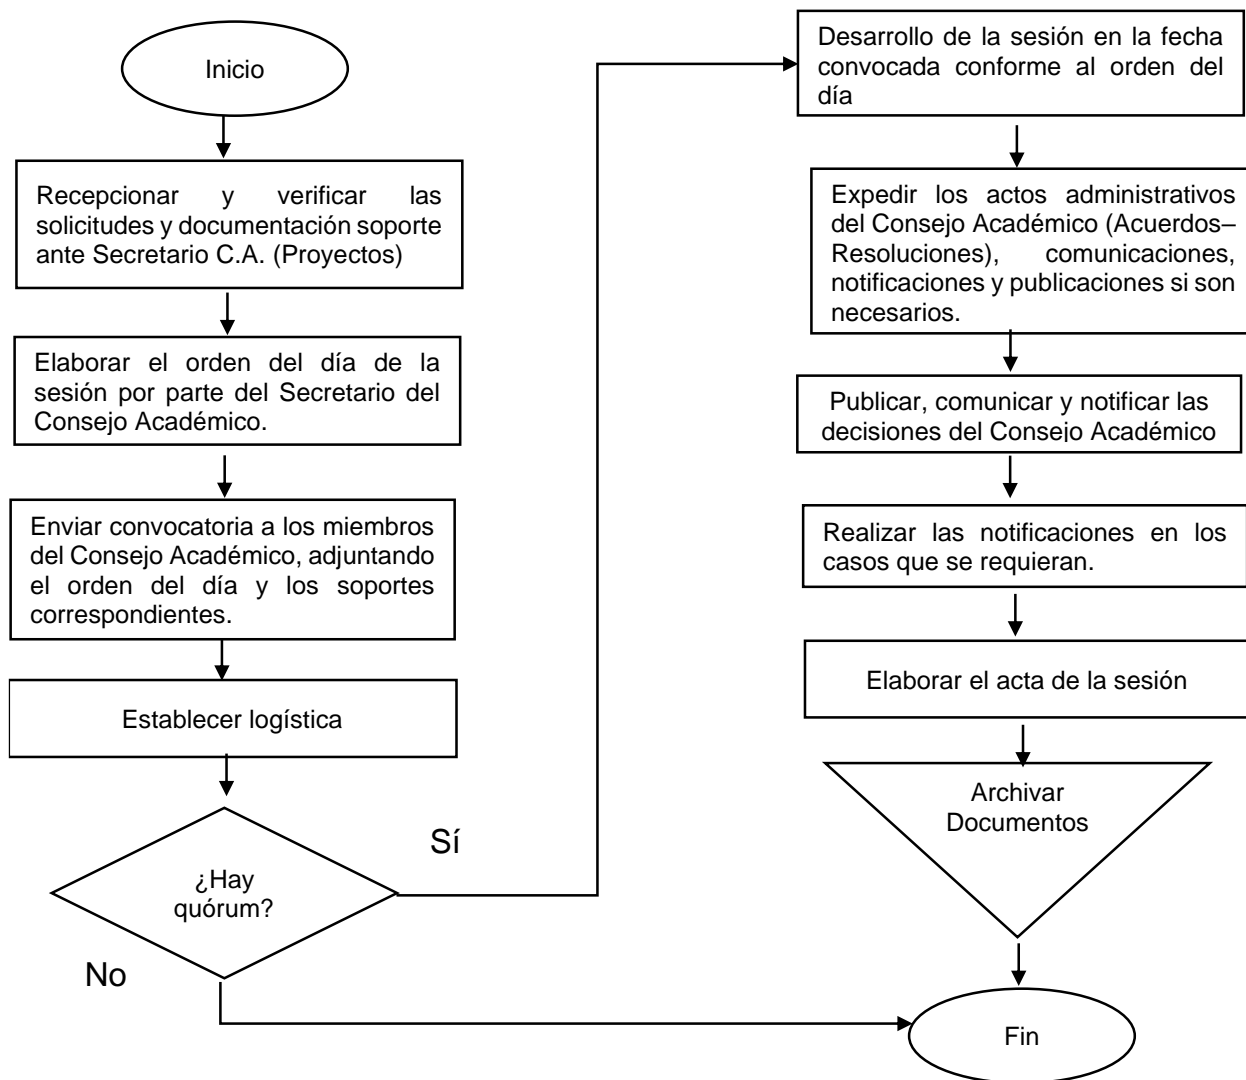 Inicio
Recepcionar y verificar las
solicitudes y documentación soporte
ante Secretario C.A. (Proyectos)
Elaborar el orden del día de la
sesión por parte del Secretario del
Consejo Académico.
Enviar convocatoria a los miembros
del Consejo Académico, adjuntando
el orden del día y los soportes
correspondientes.
Establecer logística
¿Hay
quórum?
Sí
No
Desarrollo de la sesión en la fecha
convocada conforme al orden del
día
Expedir los actos administrativos
del Consejo Académico (Acuerdos–
Resoluciones), comunicaciones,
notificaciones y publicaciones si son
necesarios.
Publicar, comunicar y notificar las
decisiones del Consejo Académico
Realizar las notificaciones en los
casos que se requieran.
Elaborar el acta de la sesión
Archivar
Documentos
Fin